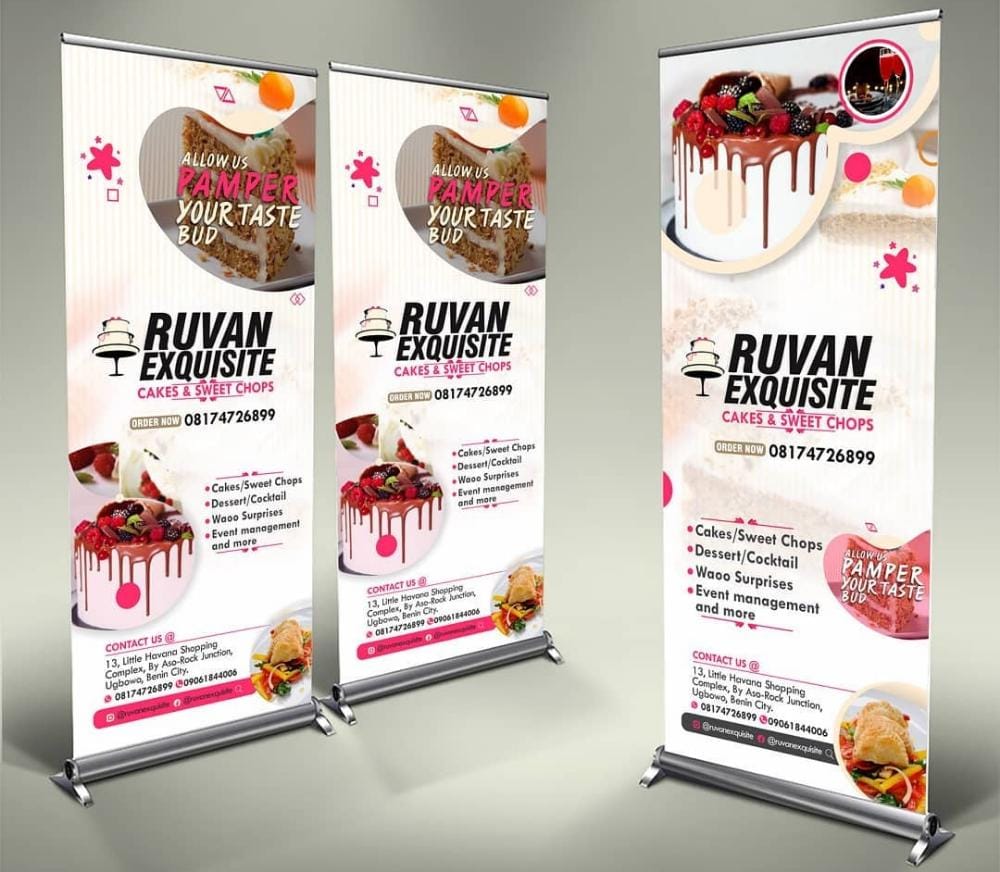 ALLOW US
PAMPER
YOUR TASTE
BUD
RUVAN
EXQUISITE
CAKES & SWEET CHOPS
ORDER NOW 08174726899
Cakes/Sweet Chops
Dessert/Cocktail
Waoo Surprises
Event management
and more
CONTACT US @
13, Little Havana Shopping
Complex, By Aso-Rock Junction,
Ugbowo, Benin City.
08174726899 09061844006
@ruvanexquisite @ruvanexquisite
ALLOW US
PAMPER
YOUR TASTE
BUD
RUVAN
EXQUISITE
CAKES & SWEET CHOPS
ORDER NOW 08174726899
Cakes/Sweet Chops
Dessert/Cocktail
Waoo Surprises
Event management
and more
CONTACT US @
13, Little Havana Shopping
Complex, By Aso-Rock Junction,
Ugbowo, Benin City.
08174726899 09061844006
@ruvanexquisite @ruvanexquisite
RUVAN
EXQUISITE
CAKES & SWEET CHOPS
ORDER NOW 08174726899
Cakes/Sweet Chops
Dessert/Cocktail
Waoo Surprises
Event management
and more
ALLOW US
PAMPER
YOUR TASTE
BUD
CONTACT US @
13, Little Havana Shopping
Complex, By Aso-Rock Junction,
Ugbowo, Benin City.
08174726899 09061844006
@ruvanexquisite @ruvanexquisite